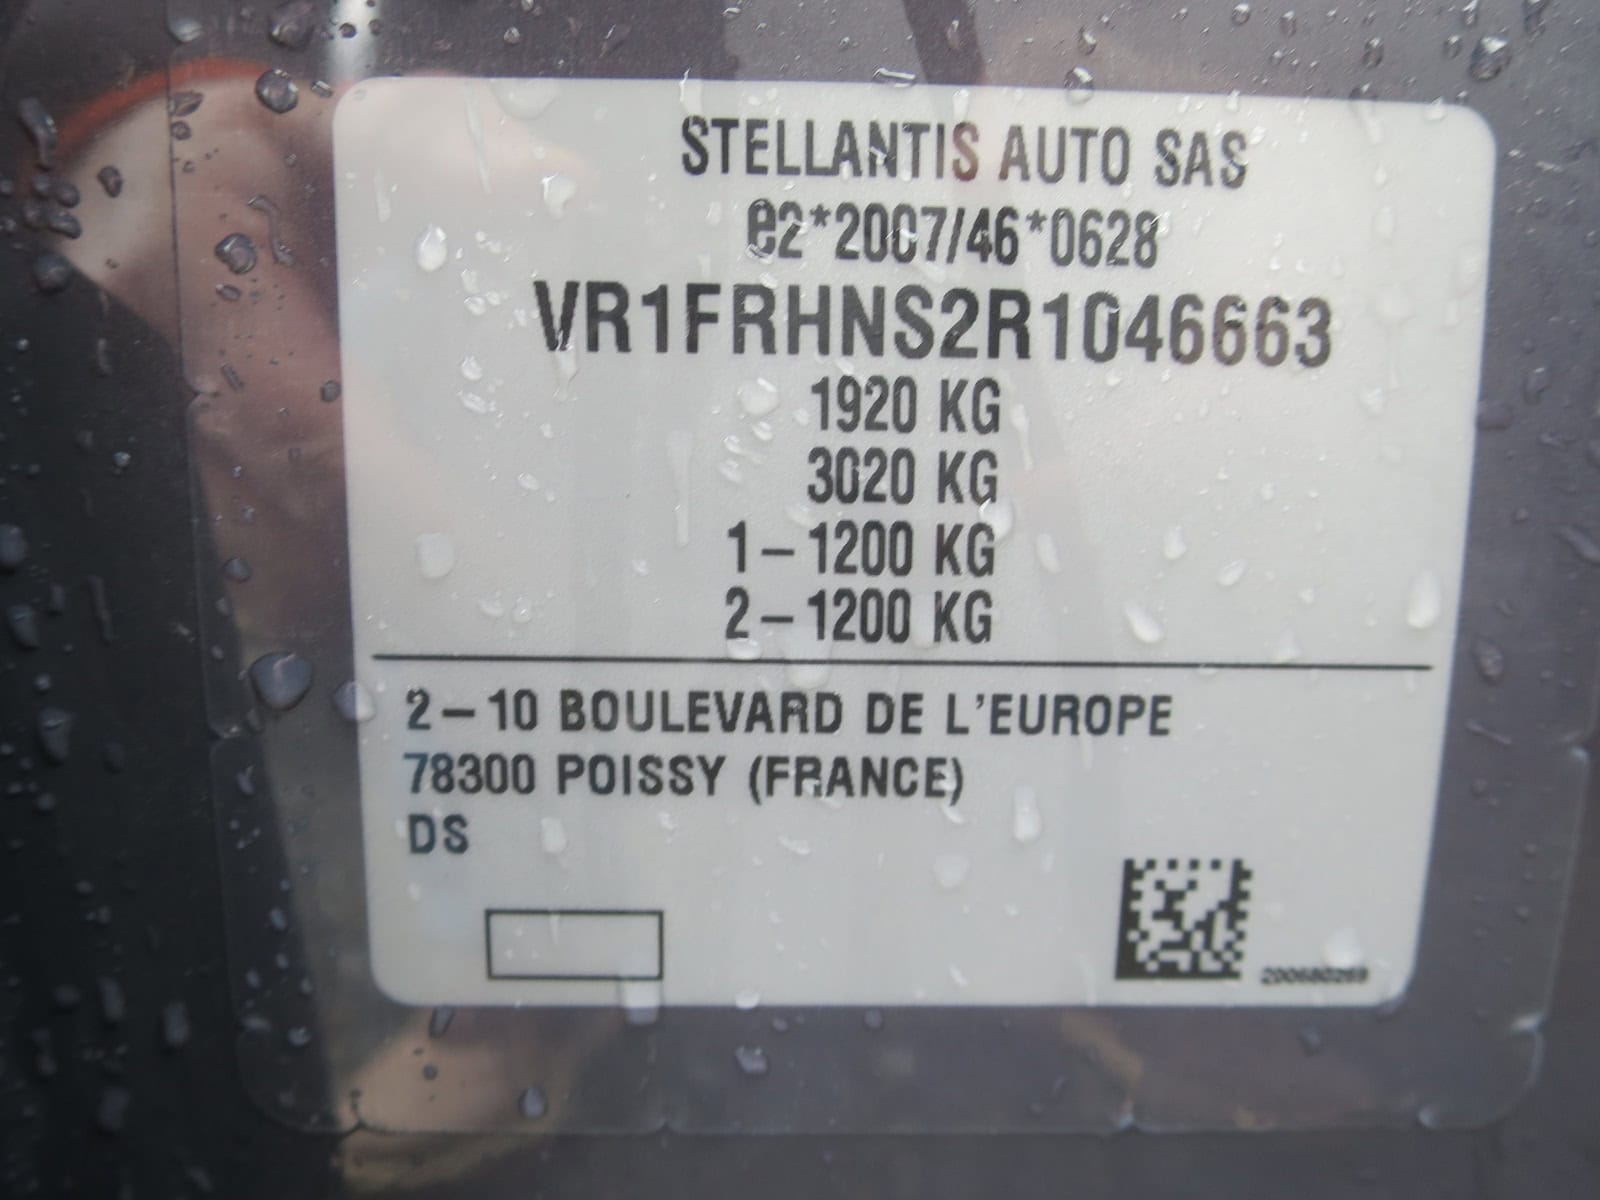 STELLANTIS AUTO SAS
e2*2007/46*0628
VR1FRHNS2R1046663
1920 KG
3020 KG
1-1200 KG
2-1200 KG
2-10 BOULEVARD DE L'EUROPE
78300 POISSY (FRANCE)
DS